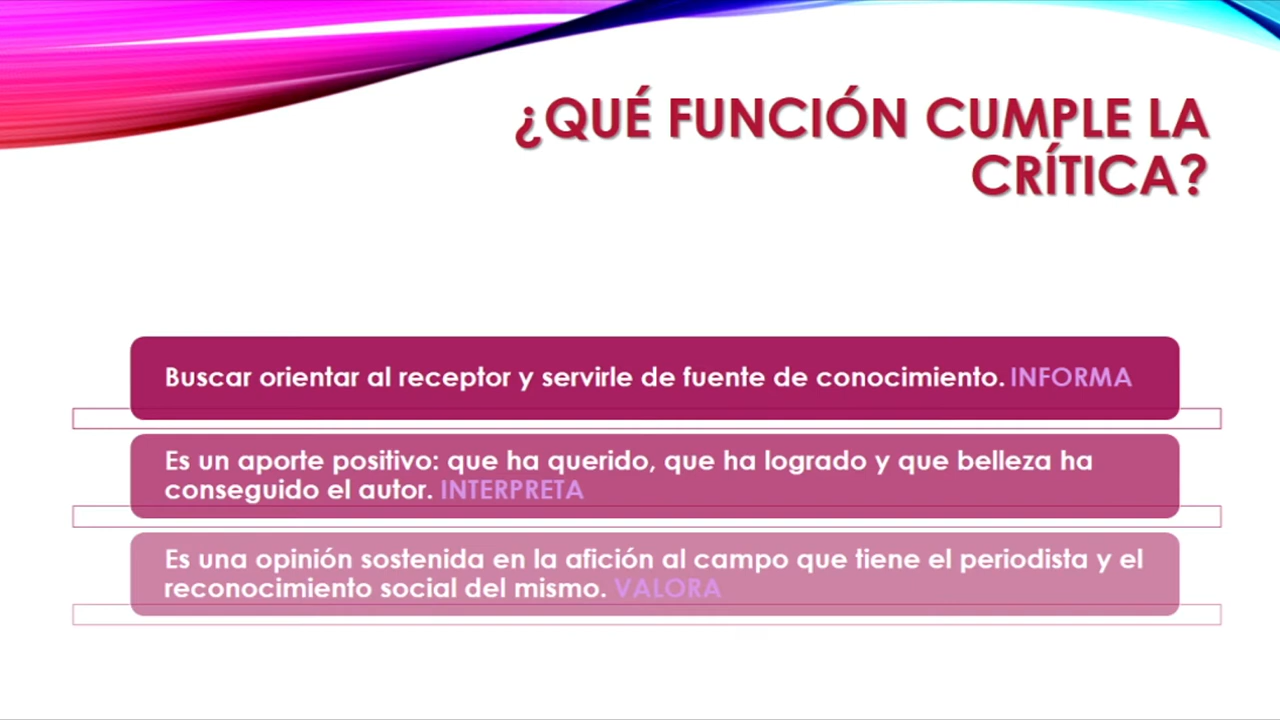 ¿QUÉ FUNCIÓN CUMPLE LA
CRÍTICA?
Buscar orientar al receptor y servirle de fuente de conocimiento. INFORMA
Es un aporte positivo: que ha querido, que ha logrado y que belleza ha
conseguido el autor. INTERPRETA
Es una opinión sostenida en la afición al campo que tiene el periodista y el
reconocimiento social del mismo. VALORA